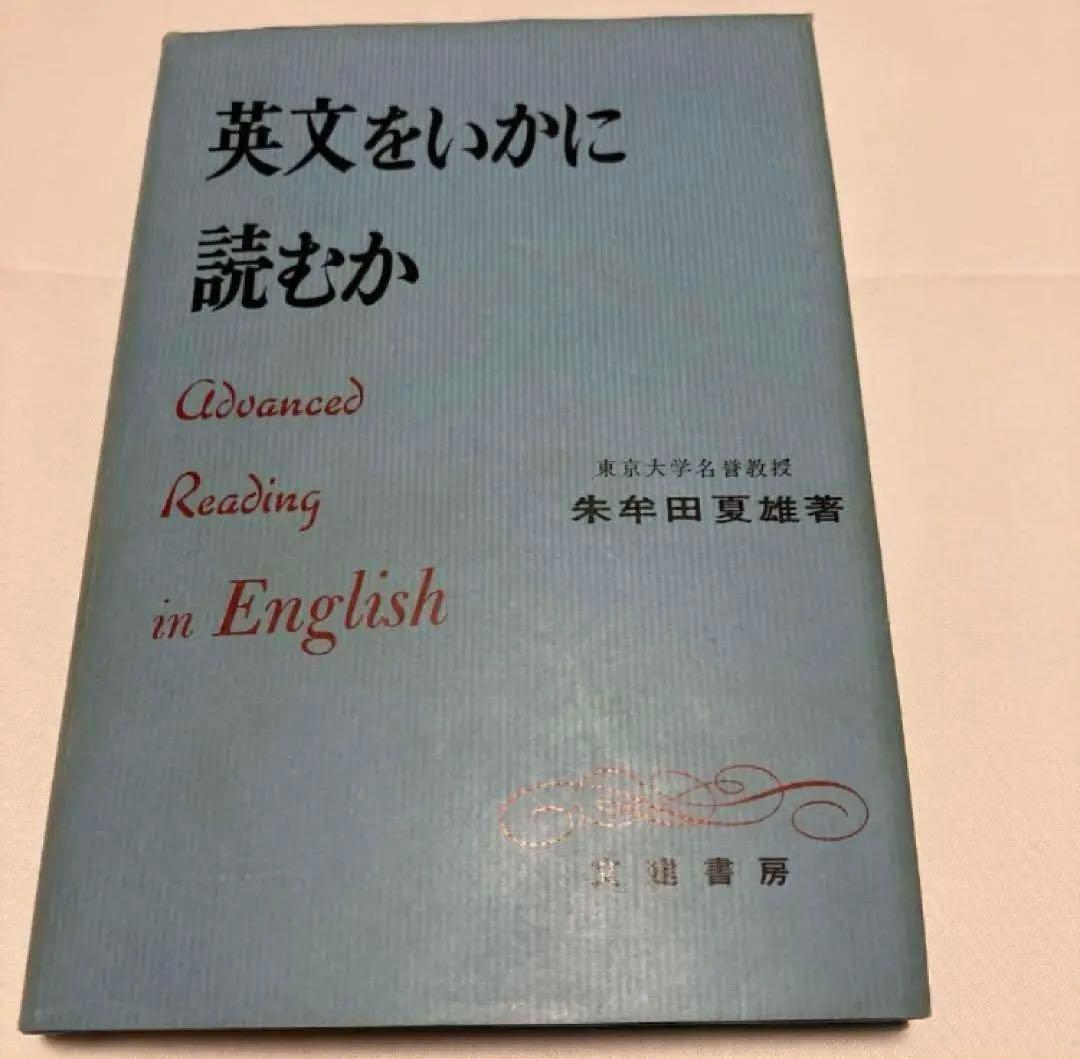 英文をいかに
読むか
Advanced
Reading
in English
東京大学名誉教授
朱牟田夏雄著
文建書房